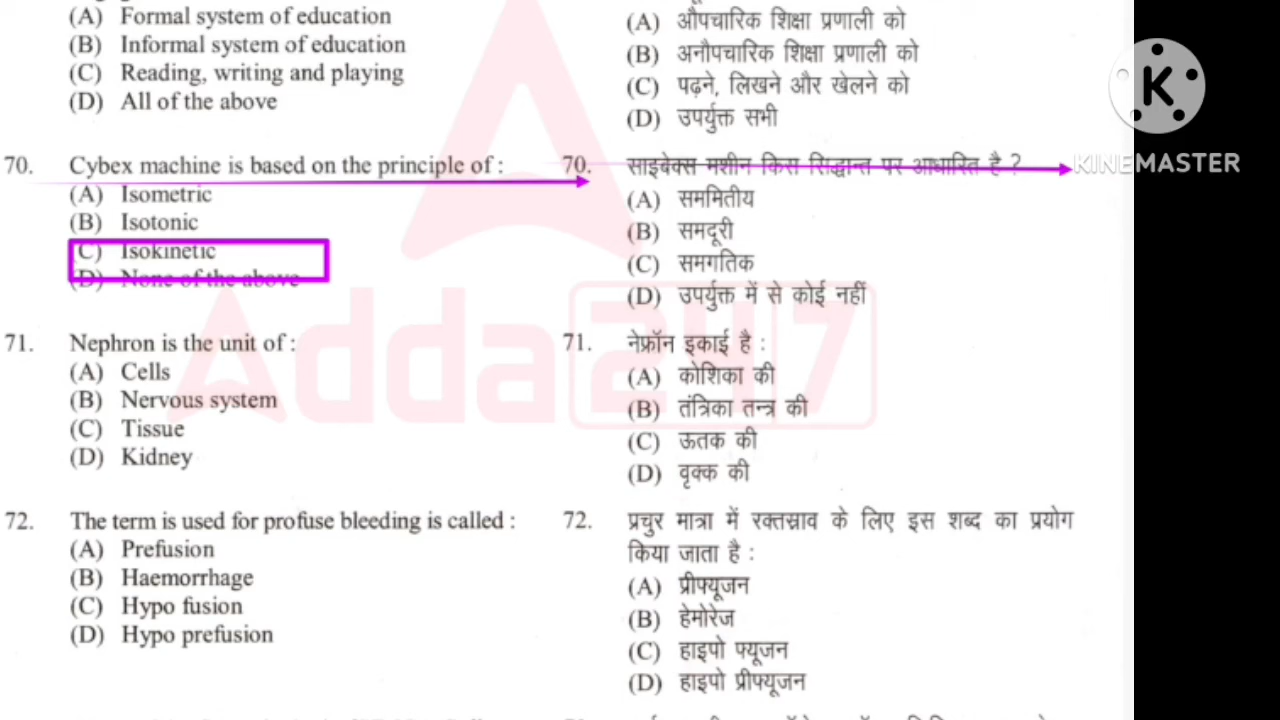 (A) Formal system of education
(B) Informal system of education
(C) Reading, writing and playing
(D) All of the above
70. Cybex machine is based on the principle of :
(A) Isometric
(B) Isotonic
(C) Isokinetic
(D) None of the above
71. Nephron is the unit of :
(A) Cells
(B) Nervous system
(C) Tissue
(D) Kidney
72. The term is used for profuse bleeding is called :
(A) Prefusion
(B) Haemorrhage
(C) Hypo fusion
(D) Hypo prefusion
(A) औपचारिक शिक्षा प्रणाली को
(B) अनौपचारिक शिक्षा प्रणाली को
(C) पढ़ने, लिखने और खेलने को
(D) उपर्युक्त सभी
70. साइबेक्स मशीन किस सिद्धान्त पर आधारित है ?
(A) सममितीय
(B) समदूरी
(C) समगतिक
(D) उपर्युक्त में से कोई नहीं
71. नेफ्रॉन इकाई है :
(A) कोशिका की
(B) तंत्रिका तन्त्र की
(C) ऊतक की
(D) वृक्क की
72. प्रचुर मात्रा में रक्तस्राव के लिए इस शब्द का प्रयोग
किया जाता है :
(A) प्रीफ्यूजन
(B) हेमोरेज
(C) हाइपो फ्यूजन
(D) हाइपो प्रीफ्यूजन
Adda247
K
KINEMASTER